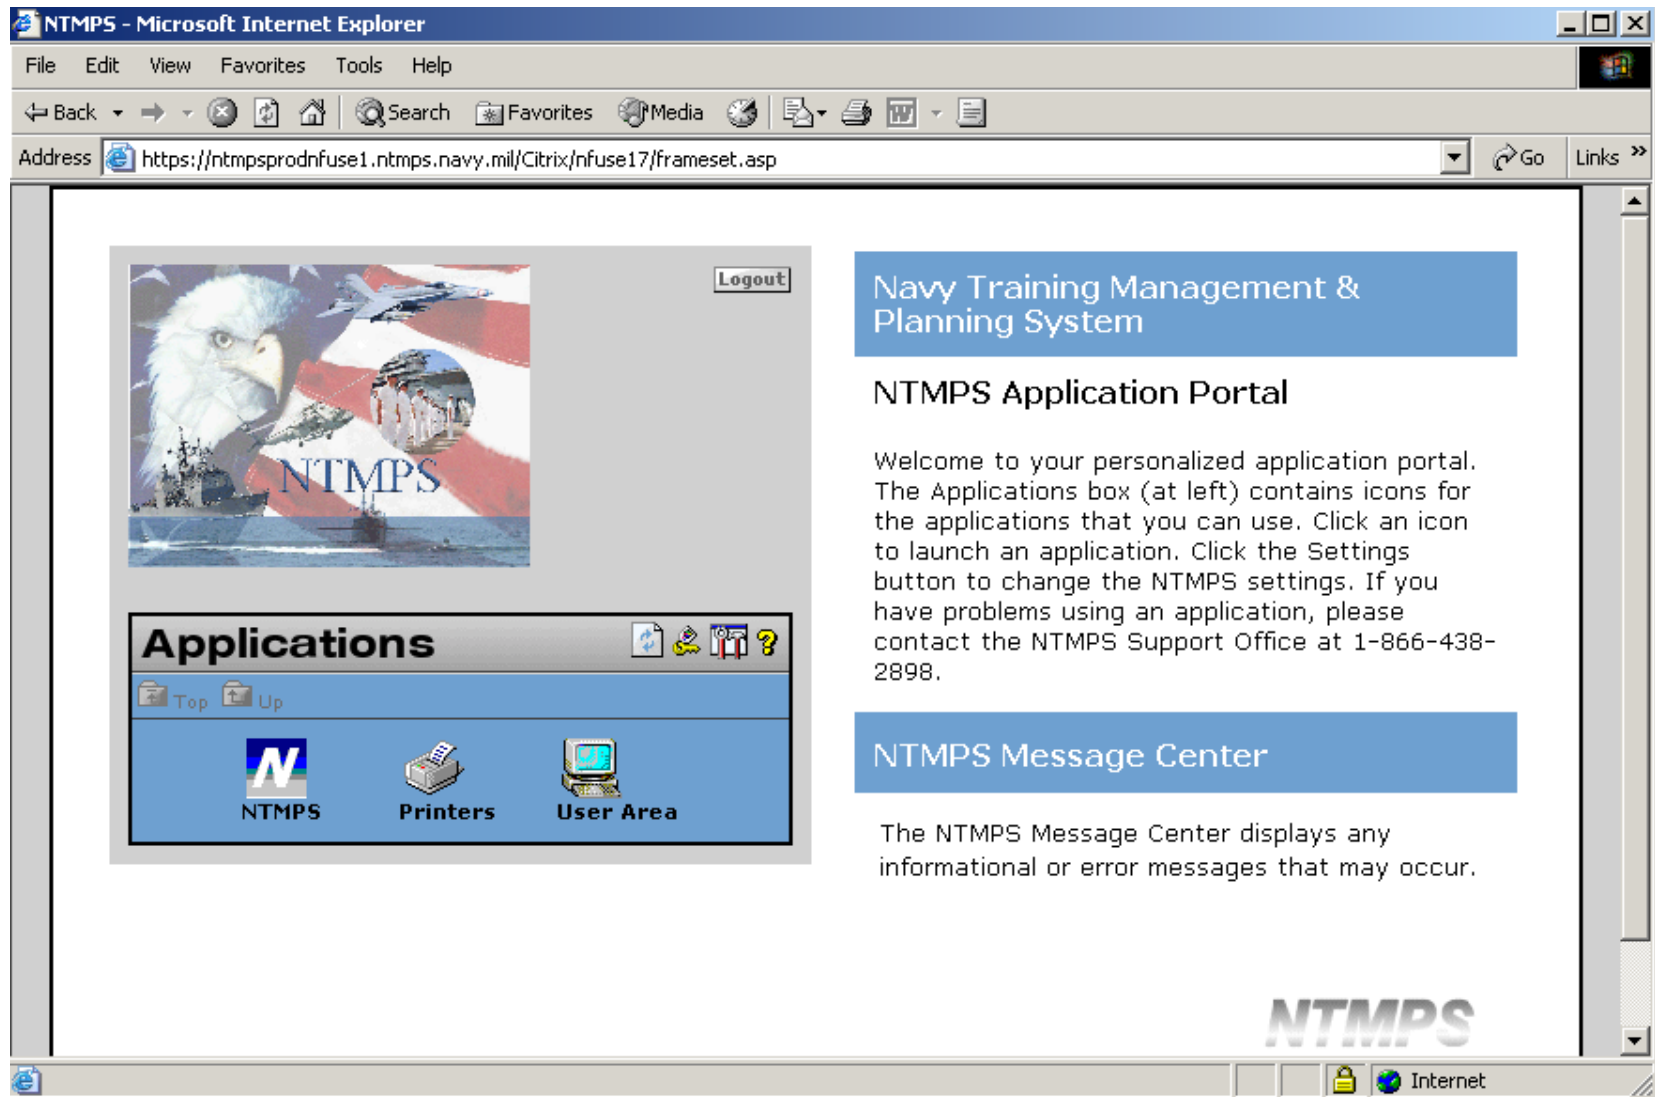 NTMPS - Microsoft Internet Explorer
File Edit View Favorites Tools Help
Back Search Favorites Media
Address https://ntmpsprodnfuse1.ntmps.navy.mil/Citrix/nfuse17/frameset.asp Go Links »
Logout
NTMPS
Applications
Top Up
NTMPS Printers User Area
Navy Training Management &
Planning System
NTMPS Application Portal
Welcome to your personalized application portal.
The Applications box (at left) contains icons for
the applications that you can use. Click an icon
to launch an application. Click the Settings
button to change the NTMPS settings. If you
have problems using an application, please
contact the NTMPS Support Office at 1-866-438-
2898.
NTMPS Message Center
The NTMPS Message Center displays any
informational or error messages that may occur.
NTMPS
Internet